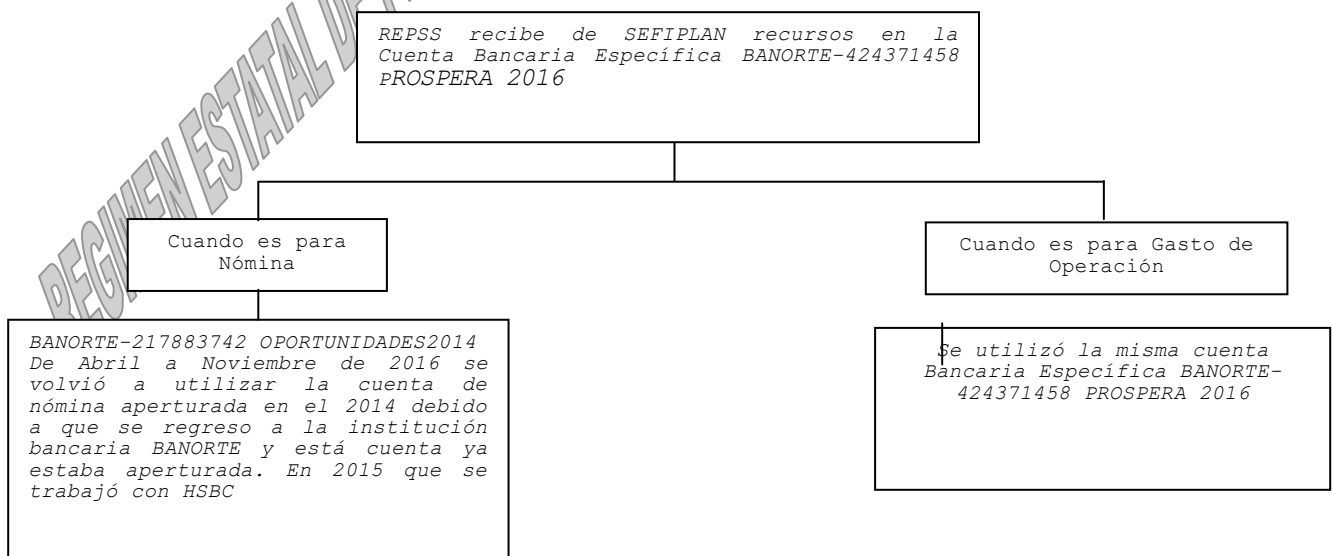 REGIMEN ESTATAL DE
REPSS recibe de SEFIPLAN recursos en la
Cuenta Bancaria Específica BANORTE-424371458
PROSPERA 2016
Cuando es para
Nómina
Cuando es para Gasto de
Operación
BANORTE-217883742 OPORTUNIDADES2014
De Abril a Noviembre de 2016 se
volvió a utilizar la cuenta de
nómina aperturada en el 2014 debido
a que se regreso a la institución
bancaria BANORTE y está cuenta ya
estaba aperturada. En 2015 que se
trabajó con HSBC
Se utilizó la misma cuenta
Bancaria Específica BANORTE-
424371458 PROSPERA 2016